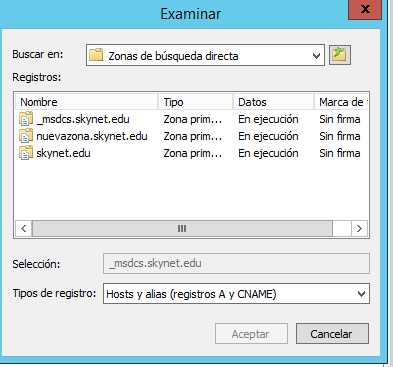 Examinar
x
Buscar en: Zonas de búsqueda directa
Registros:
Nombre Tipo Datos Marca de t
_msdcs.skynet.edu Zona prim... En ejecución Sin firma
nuevazona.skynet.edu Zona prim... En ejecución Sin firma
skynet.edu Zona prim... En ejecución Sin firma
Selección: _msdcs.skynet.edu
Tipos de registro: Hosts y alias (registros A y CNAME)
Aceptar Cancelar